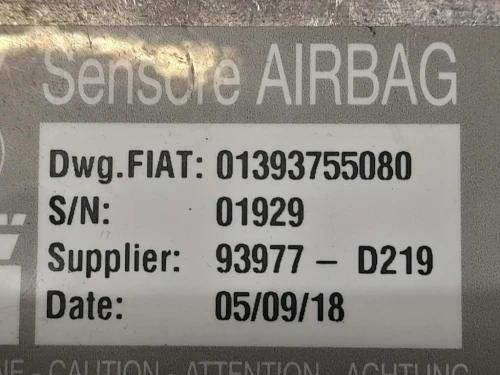 Sensore AIRBAG
Dwg.FIAT: 01393755080
S/N: 01929
Supplier: 93977 - D219
Date: 05/09/18
- CAUTION - ATTENTION - ACHTUNG